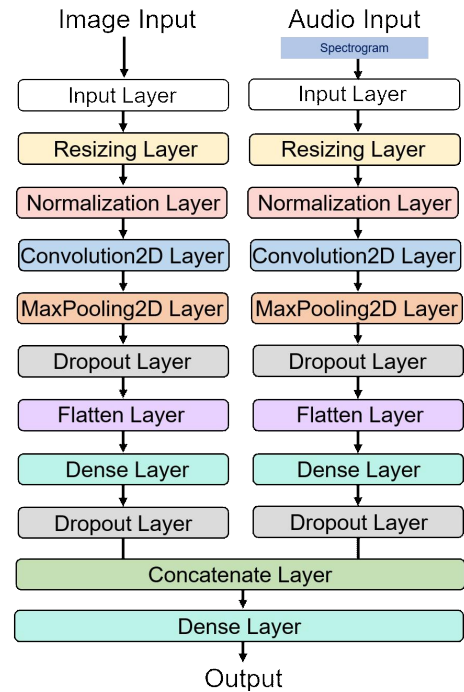 Image Input
Audio Input
Spectrogram
Input Layer
Input Layer
Resizing Layer
Resizing Layer
Normalization Layer
Normalization Layer
Convolution2D Layer
Convolution2D Layer
MaxPooling2D Layer
MaxPooling2D Layer
Dropout Layer
Dropout Layer
Flatten Layer
Flatten Layer
Dense Layer
Dense Layer
Dropout Layer
Dropout Layer
Concatenate Layer
Dense Layer
Output